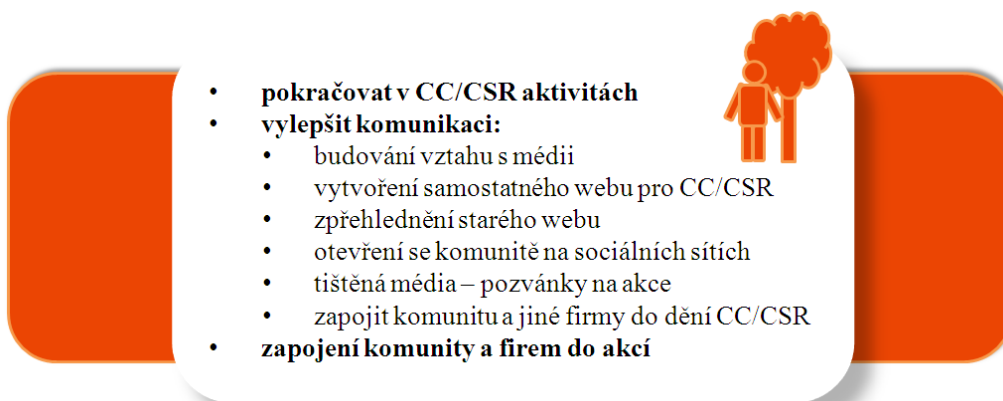 • pokračovat v CC/CSR aktivitách
• vylepšit komunikaci:
• budování vztahu s médii
• vytvoření samostatného webu pro CC/CSR
• zpřehlednění starého webu
• otevření se komunitě na sociálních sítích
• tištěná média – pozvánky na akce
• zapojit komunitu a jiné firmy do dění CC/CSR
• zapojení komunity a firem do akcí